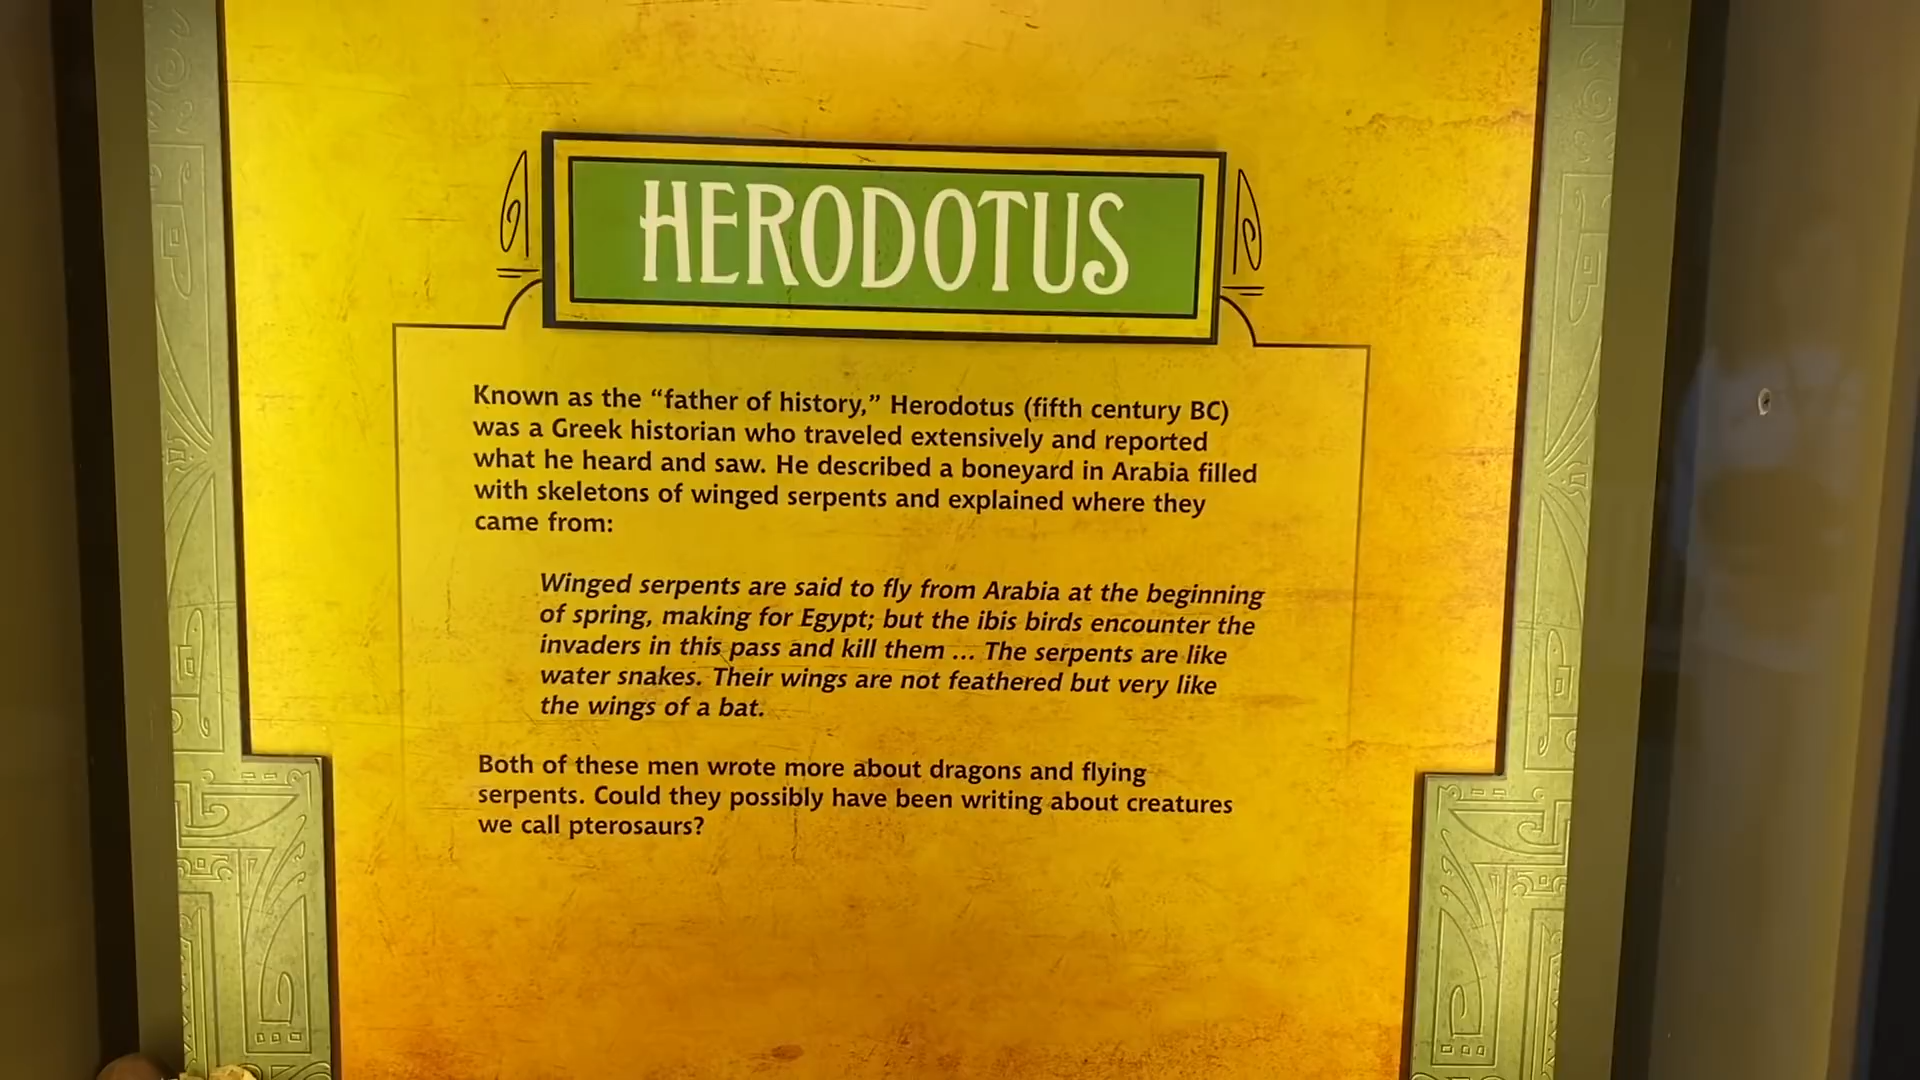 HERODOTUS
Known as the “father of history,” Herodotus (fifth century BC)
was a Greek historian who traveled extensively and reported
what he heard and saw. He described a boneyard in Arabia filled
with skeletons of winged serpents and explained where they
came from:
Winged serpents are said to fly from Arabia at the beginning
of spring, making for Egypt; but the ibis birds encounter the
invaders in this pass and kill them ... The serpents are like
water snakes. Their wings are not feathered but very like
the wings of a bat.
Both of these men wrote more about dragons and flying
serpents. Could they possibly have been writing about creatures
we call pterosaurs?